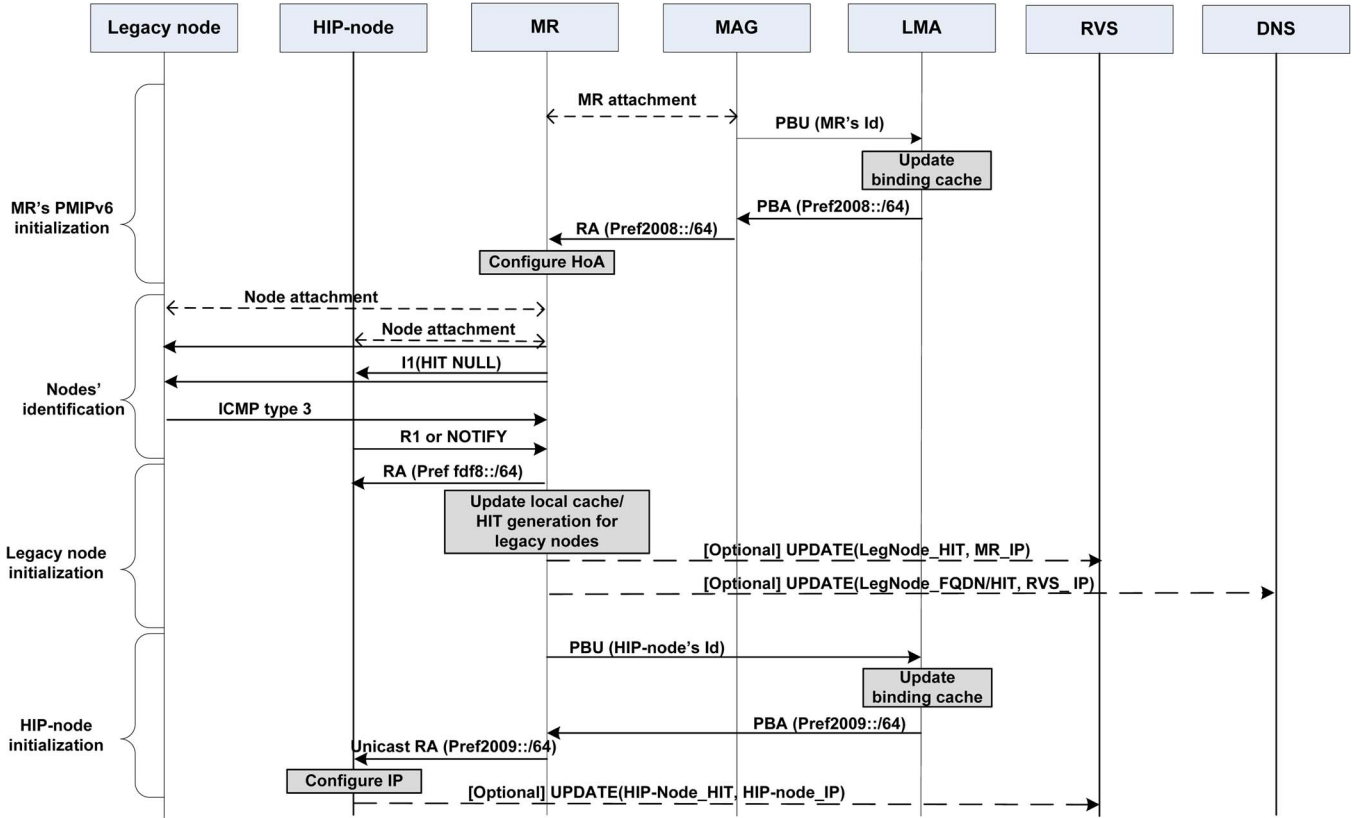 Legacy node
HIP-node
MR
MAG
LMA
RVS
DNS
MR attachment
PBU (MR's Id)
Update
binding cache
MR's PMIPv6
initialization
PBA (Pref2008::/64)
RA (Pref2008::/64)
Configure HoA
Node attachment
Node attachment
I1(HIT NULL)
Nodes'
identification
ICMP type 3
R1 or NOTIFY
RA (Pref fdf8::/64)
Update local cache/
HIT generation for
legacy nodes
Legacy node
initialization
[Optional] UPDATE(LegNode_HIT, MR_IP)
[Optional] UPDATE(LegNode_FQDN/HIT, RVS_ IP)
PBU (HIP-node's Id)
Update
binding cache
HIP-node
initialization
PBA (Pref2009::/64)
Unicast RA (Pref2009::/64)
Configure IP
[Optional] UPDATE(HIP-Node_HIT, HIP-node_IP)